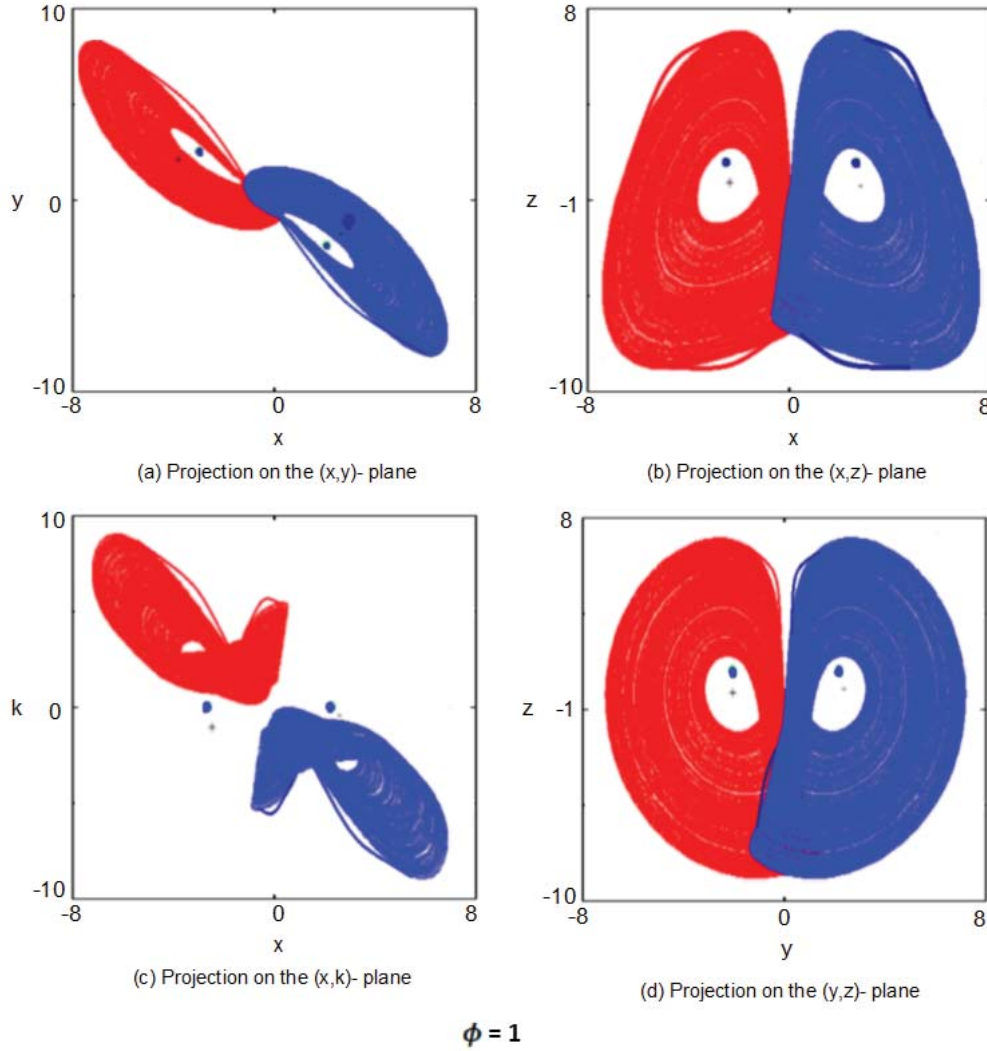 10
y
0
-10
-8
0
8
x
(a) Projection on the (x,y)- plane
8
z
-1
-10
-8
0
8
x
(b) Projection on the (x,z)- plane
10
k
0
-10
-8
0
8
x
(c) Projection on the (x,k)- plane
8
z
-1
-10
-8
0
8
y
(d) Projection on the (y,z)- plane
ϕ = 1